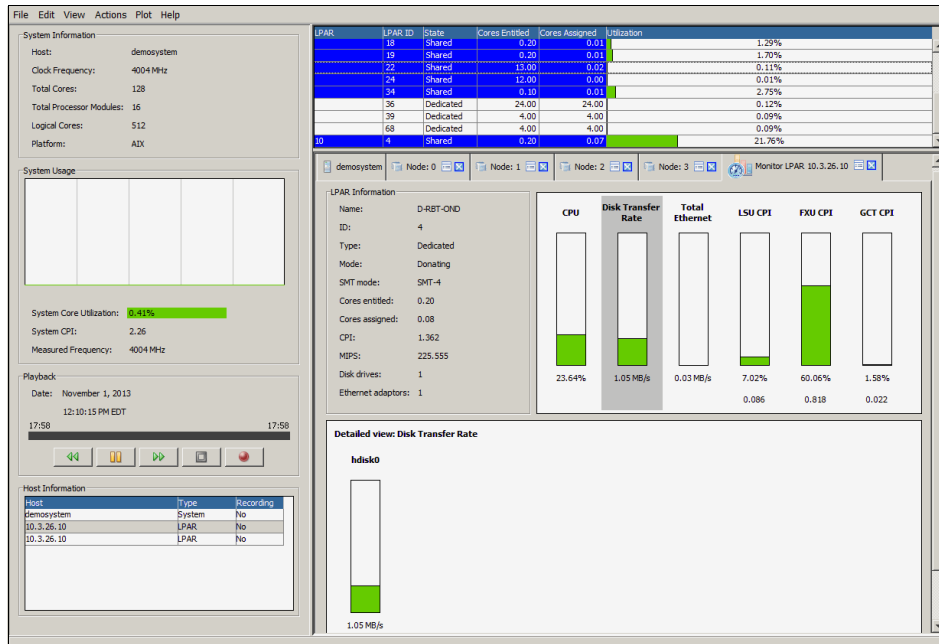 File Edit View Actions Plot Help
System Information
Host: demosystem
Clock Frequency: 4004 MHz
Total Cores: 128
Total Processor Modules: 16
Logical Cores: 512
Platform: AIX
System Usage
System Core Utilization: 0.41%
System CPI: 2.26
Measured Frequency: 4004 MHz
Playback
Date: November 1, 2013
12:10:15 PM EDT
17:58 17:58
Host Information
Host Type Recording
demosystem System No
10.3.26.10 LPAR No
10.3.26.10 LPAR No
LPAR LPAR ID State Cores Entitled Cores Assigned Utilization
18 Shared 0.20 0.01 1.29%
19 Shared 0.20 0.01 1.70%
22 Shared 13.00 0.02 0.11%
24 Shared 12.00 0.00 0.01%
34 Shared 0.10 0.01 2.75%
36 Dedicated 24.00 24.00 0.12%
39 Dedicated 4.00 4.00 0.09%
68 Dedicated 4.00 4.00 0.09%
10 4 Shared 0.20 0.07 21.76%
demosystem Node: 0 Node: 1 Node: 2 Node: 3 Monitor LPAR 10.3.26.10
LPAR Information
Name: D-RBT-OND
ID: 4
Type: Dedicated
Mode: Donating
SMT mode: SMT-4
Cores entitled: 0.20
Cores assigned: 0.08
CPI: 1.362
MIPS: 225.555
Disk drives: 1
Ethernet adaptors: 1
CPU Disk Transfer Rate Total Ethernet LSU CPI FXU CPI GCT CPI
23.64% 1.05 MB/s 0.03 MB/s 7.02% 60.06% 1.58%
0.086 0.818 0.022
Detailed view: Disk Transfer Rate
hdisk0
1.05 MB/s